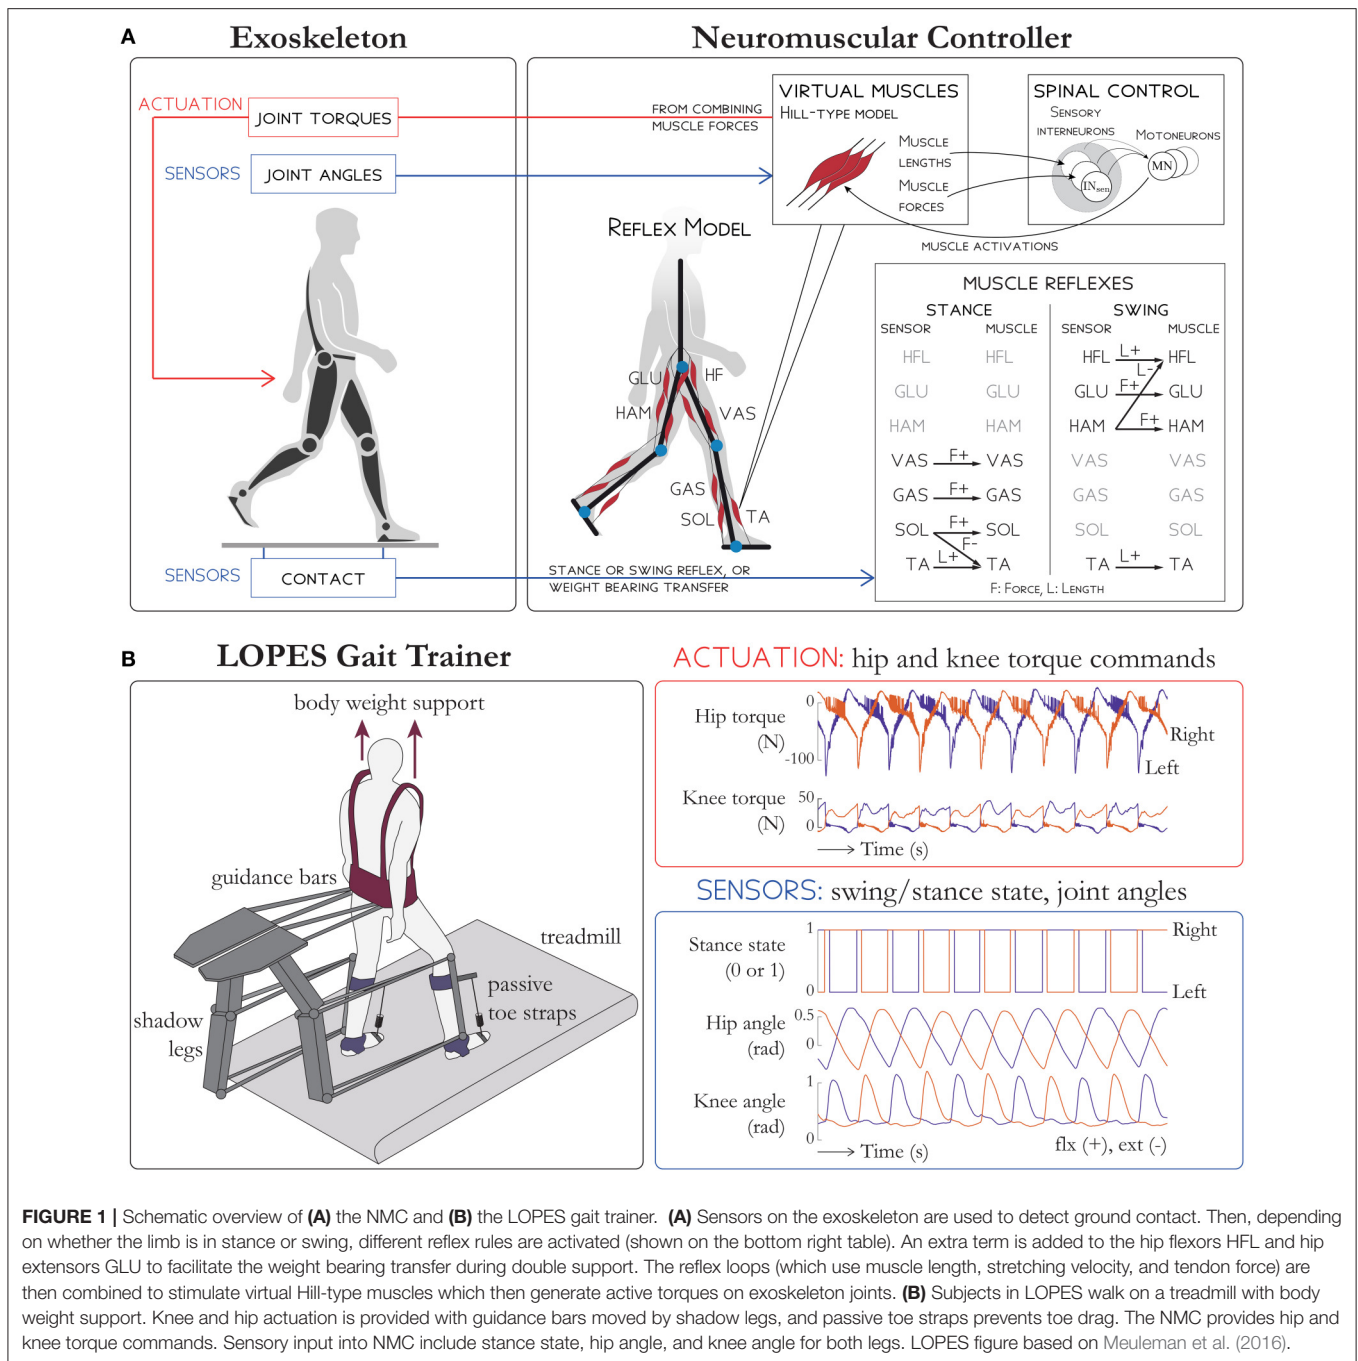 A
Exoskeleton
Neuromuscular Controller
ACTUATION
JOINT TORQUES
FROM COMBINING
MUSCLE FORCES
SENSORS
JOINT ANGLES
VIRTUAL MUSCLES
HILL-TYPE MODEL
MUSCLE
LENGTHS
MUSCLE
FORCES
SPINAL CONTROL
SENSORY
INTERNEURONS
MOTONEURONS
MN
INsen
MUSCLE ACTIVATIONS
REFLEX MODEL
GLU
HF
HAM
VAS
GAS
SOL
TA
MUSCLE REFLEXES
STANCE
SWING
SENSOR MUSCLE SENSOR MUSCLE
HFL HFL HFL L+ HFL
L-
GLU GLU GLU F+ GLU
HAM HAM HAM F+ HAM
VAS F+ VAS VAS VAS
GAS F+ GAS GAS GAS
SOL F+ SOL SOL SOL
F-
TA L+ TA TA L+ TA
F: FORCE, L: LENGTH
SENSORS
CONTACT
STANCE OR SWING REFLEX, OR
WEIGHT BEARING TRANSFER
B
LOPES Gait Trainer
body weight support
guidance bars
treadmill
passive
toe straps
shadow
legs
ACTUATION: hip and knee torque commands
Hip torque
(N)
0
-100
Right
Left
Knee torque
(N)
50
0
Time (s)
SENSORS: swing/stance state, joint angles
Stance state
(0 or 1)
1
0
Right
Left
Hip angle
(rad)
0.5
0
Knee angle
(rad)
1
0
Time (s)
flx (+), ext (-)
FIGURE 1 | Schematic overview of (A) the NMC and (B) the LOPES gait trainer. (A) Sensors on the exoskeleton are used to detect ground contact. Then, depending
on whether the limb is in stance or swing, different reflex rules are activated (shown on the bottom right table). An extra term is added to the hip flexors HFL and hip
extensors GLU to facilitate the weight bearing transfer during double support. The reflex loops (which use muscle length, stretching velocity, and tendon force) are
then combined to stimulate virtual Hill-type muscles which then generate active torques on exoskeleton joints. (B) Subjects in LOPES walk on a treadmill with body
weight support. Knee and hip actuation is provided with guidance bars moved by shadow legs, and passive toe straps prevents toe drag. The NMC provides hip and
knee torque commands. Sensory input into NMC include stance state, hip angle, and knee angle for both legs. LOPES figure based on Meuleman et al. (2016).